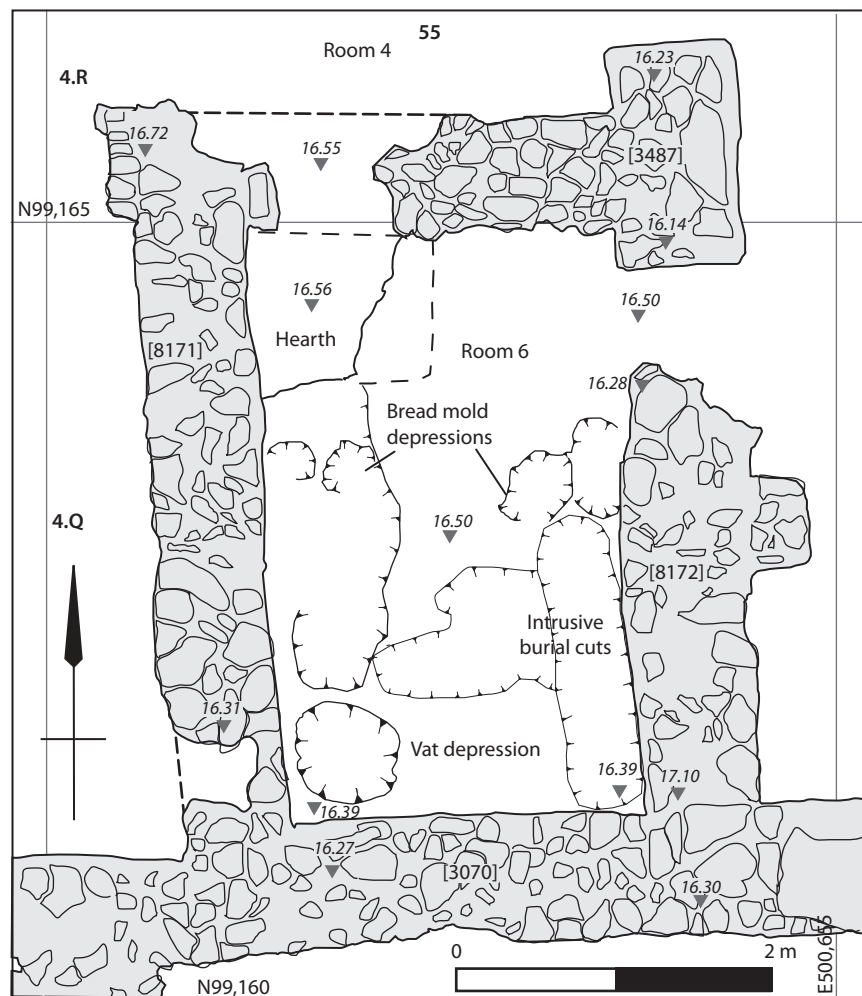 55
Room 4
4.R
16.23
16.72
16.55
[3487]
N99,165
16.14
16.56
16.50
Hearth
[8171]
Room 6
16.28
Bread mold
depressions
4.Q
16.50
[8172]
Intrusive
burial cuts
16.31
Vat depression
16.39
17.10
16.39
16.27
[3070]
16.30
0
2 m
N99,160
E500,655